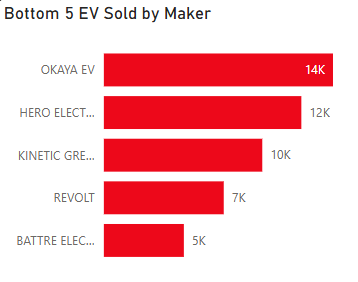 Bottom 5 EV Sold by Maker
OKAYA EV 14K
HERO ELECT... 12K
KINETIC GRE... 10K
REVOLT 7K
BATTRE ELEC... 5K